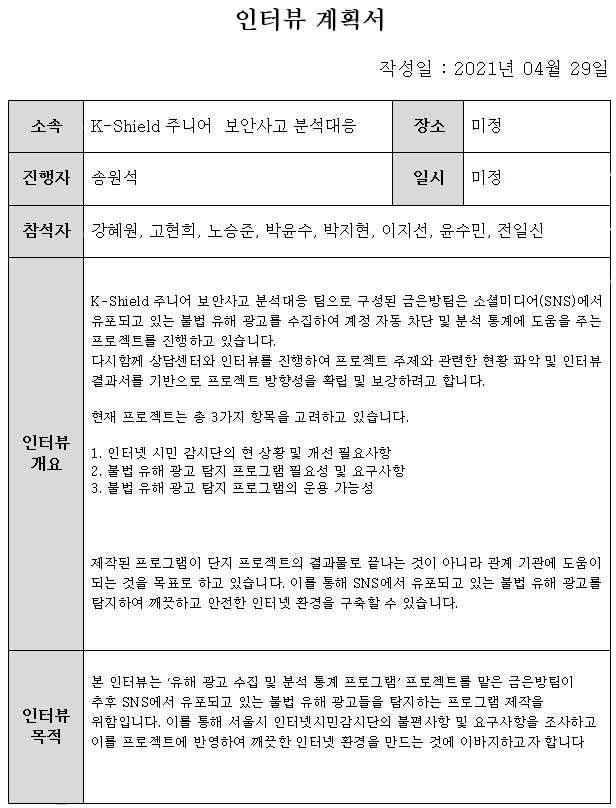 인터뷰 계획서
작성일 : 2021년 04월 29일
소속
K-Shield 주니어 보안사고 분석대응
장소
미정
진행자
송원석
일시
미정
참석자
강혜원, 고현희, 노승준, 박윤수, 박지현, 이지선, 윤수민, 전일신
인터뷰
개요
K-Shield 주니어 보안사고 분석대응 팀으로 구성된 금은방팀은 소셜미디어(SNS)에서
유포되고 있는 불법 유해 광고를 수집하여 계정 자동 차단 및 분석 통계에 도움을 주는
프로젝트를 진행하고 있습니다.
다시함께 상담센터와 인터뷰를 진행하여 프로젝트 주제와 관련한 현황 파악 및 인터뷰
결과서를 기반으로 프로젝트 방향성을 확립 및 보강하려고 합니다.
현재 프로젝트는 총 3가지 항목을 고려하고 있습니다.
1. 인터넷 시민 감시단의 현 상황 및 개선 필요사항
2. 불법 유해 광고 탐지 프로그램 필요성 및 요구사항
3. 불법 유해 광고 탐지 프로그램의 운용 가능성
제작된 프로그램이 단지 프로젝트의 결과물로 끝나는 것이 아니라 관계 기관에 도움이
되는 것을 목표로 하고 있습니다. 이를 통해 SNS에서 유포되고 있는 불법 유해 광고를
탐지하여 깨끗하고 안전한 인터넷 환경을 구축할 수 있습니다.
인터뷰
목적
본 인터뷰는 ‘유해 광고 수집 및 분석 통계 프로그램’ 프로젝트를 맡은 금은방팀이
추후 SNS에서 유포되고 있는 불법 유해 광고들을 탐지하는 프로그램 제작을
위함입니다. 이를 통해 서울시 인터넷시민감시단의 불편사항 및 요구사항을 조사하고
이를 프로젝트에 반영하여 깨끗한 인터넷 환경을 만드는 것에 이바지하고자 합니다